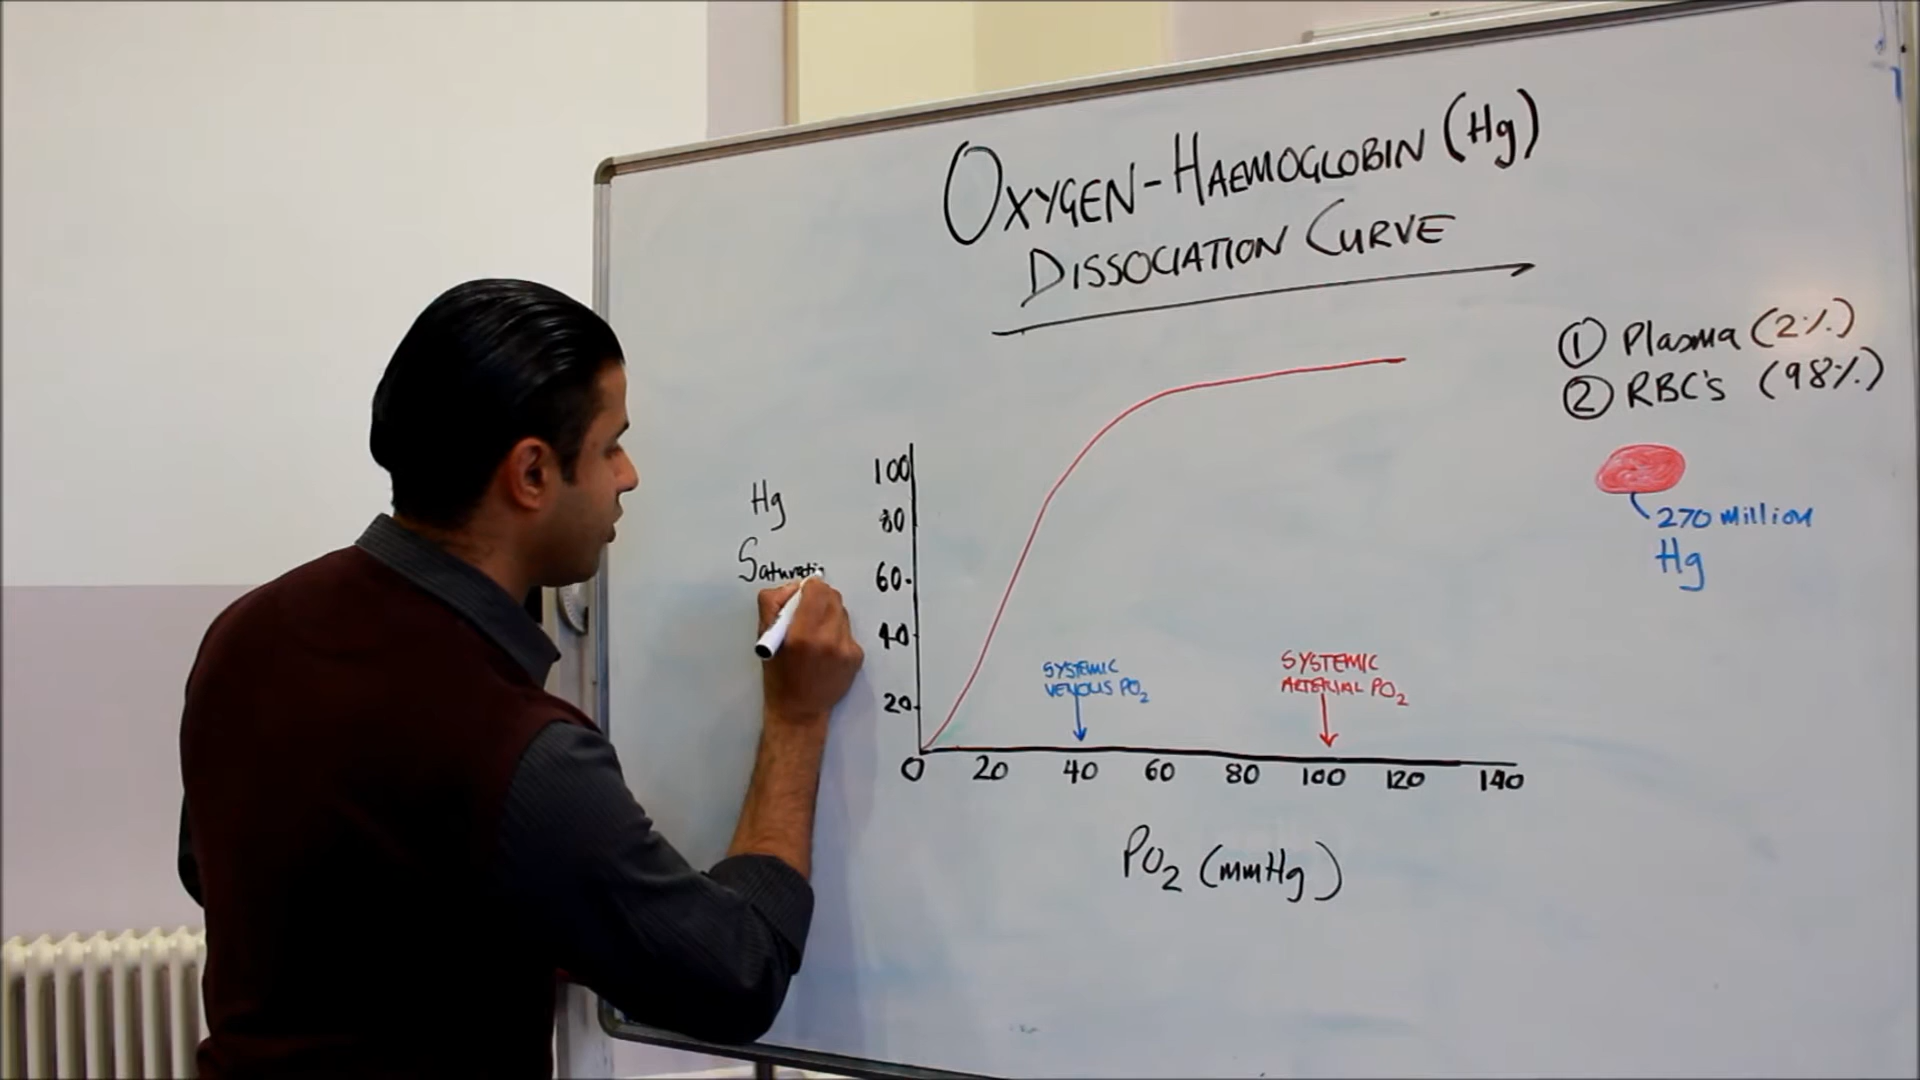 OXYGEN-HAEMOGLOBIN (Hg)
DISSOCIATION CURVE
① Plasma (2%)
② RBC's (98%)
270 million
Hg
Hg
Saturatio
100
80
60
40
20
SYSTEMIC
VENOUS PO2
SYSTEMIC
ARTERIAL PO2
0 20 40 60 80 100 120 140
PO2 (mmHg)